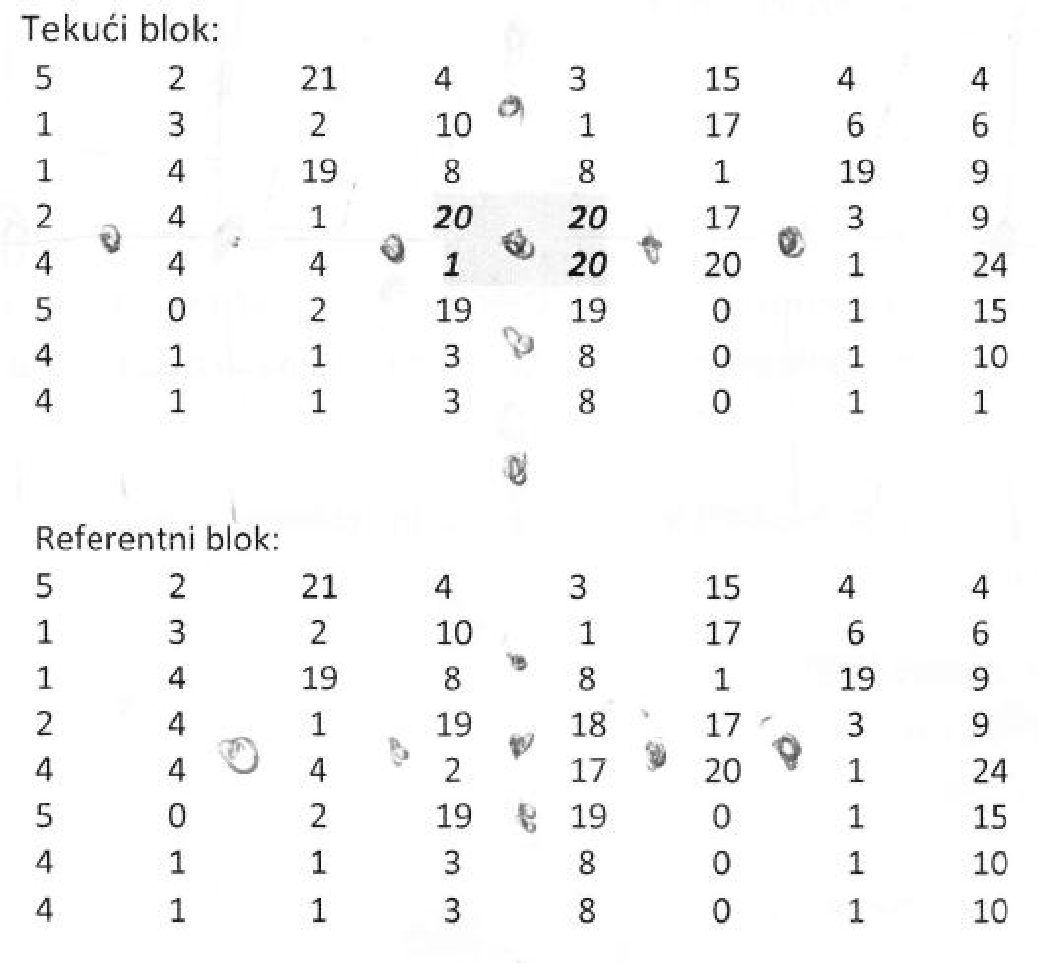 Tekući blok:
5 2 21 4 3 15 4 4
1 3 2 10 1 17 6 6
1 4 19 8 8 1 19 9
2 4 1 20 20 17 3 9
4 4 4 1 20 20 1 24
5 0 2 19 19 0 1 15
4 1 1 3 8 0 1 10
4 1 1 3 8 0 1 1
Referentni blok:
5 2 21 4 3 15 4 4
1 3 2 10 1 17 6 6
1 4 19 8 8 1 19 9
2 4 1 19 18 17 3 9
4 4 4 2 17 20 1 24
5 0 2 19 19 0 1 15
4 1 1 3 8 0 1 10
4 1 1 3 8 0 1 10